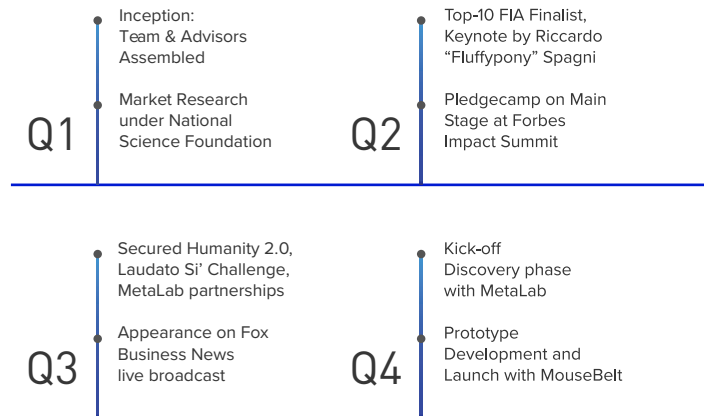 Q1
Inception:
Team & Advisors
Assembled
Market Research
under National
Science Foundation
Q2
Top-10 FIA Finalist,
Keynote by Riccardo
“Fluffypony” Spagni
Pledgecamp on Main
Stage at Forbes
Impact Summit
Q3
Secured Humanity 2.0,
Laudato Si’ Challenge,
MetaLab partnerships
Appearance on Fox
Business News
live broadcast
Q4
Kick-off
Discovery phase
with MetaLab
Prototype
Development and
Launch with MouseBelt